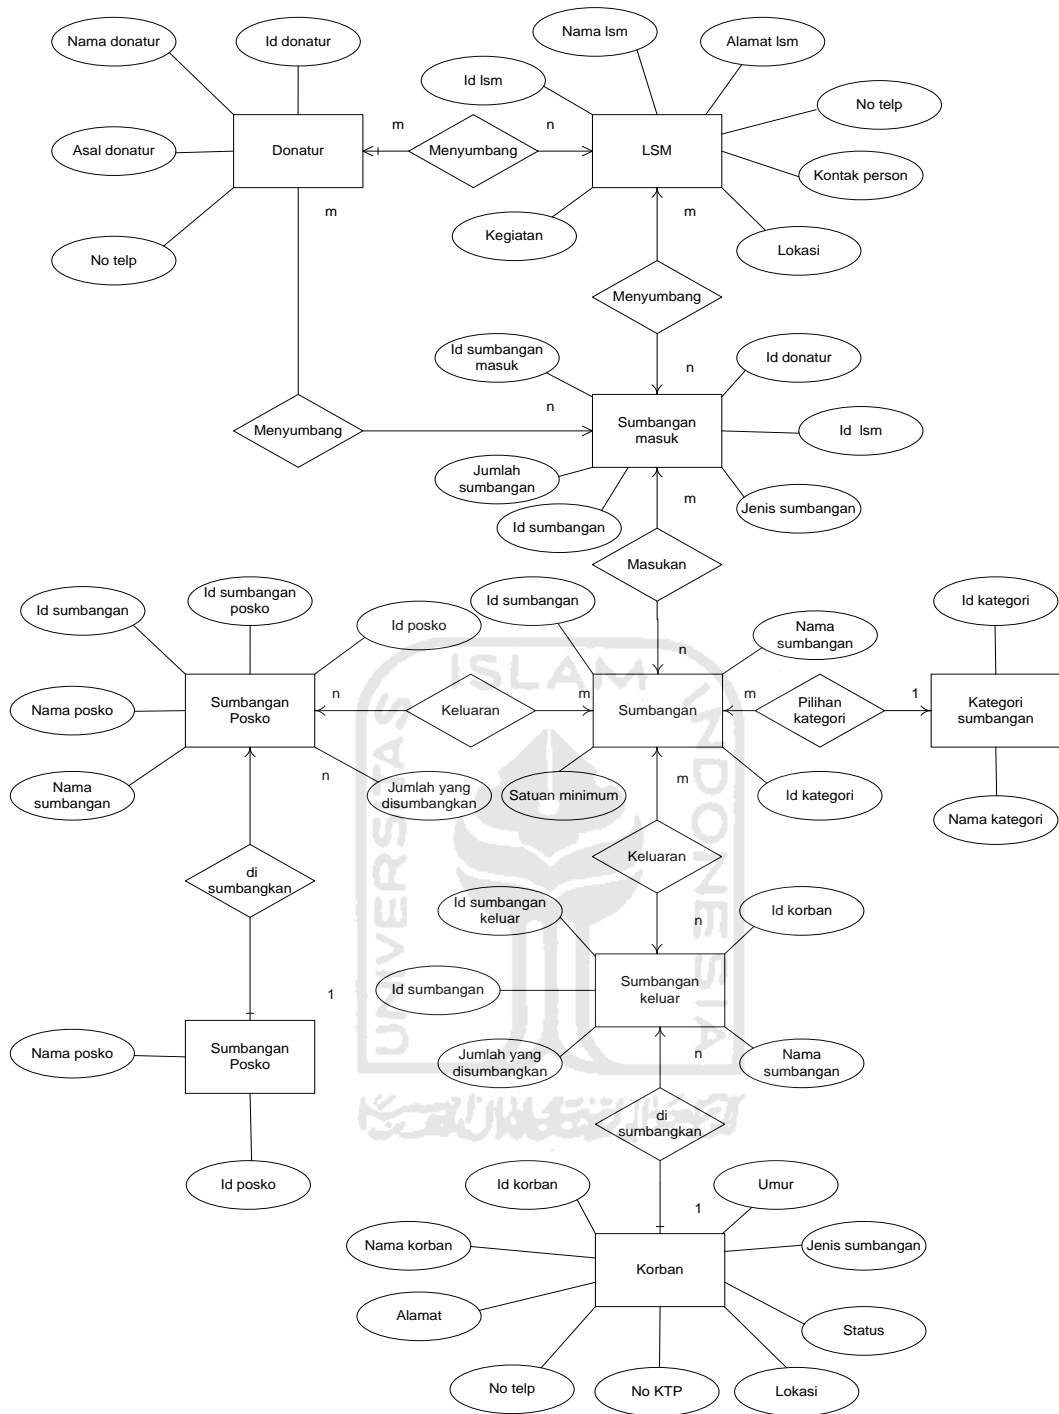 Nama donatur
Id donatur
Nama lsm
Alamat lsm
Id lsm
No telp
m
n
Asal donatur
Donatur
Menyumbang
LSM
Kontak person
m
m
Kegiatan
Lokasi
No telp
Menyumbang
Id sumbangan
masuk
Id donatur
n
n
Menyumbang
Sumbangan
masuk
Id lsm
Jumlah
sumbangan
Id sumbangan
m
Jenis sumbangan
Masukan
Id sumbangan
Id sumbangan
posko
Id posko
Id sumbangan
Nama
sumbangan
Id kategori
n
Nama posko
Sumbangan
Posko
n
Keluaran
m
Sumbangan
m
Pilihan
kategori
1
Kategori
sumbangan
Nama
sumbangan
n
Jumlah yang
disumbangkan
Satuan minimum
m
Id kategori
Nama kategori
di
sumbangkan
Keluaran
Id sumbangan
keluar
n
Id korban
Id sumbangan
Sumbangan
keluar
1
Nama posko
Sumbangan
Posko
Jumlah yang
disumbangkan
n
Nama
sumbangan
di
sumbangkan
Id posko
Id korban
1
Umur
Nama korban
Korban
Jenis sumbangan
Alamat
Status
No telp
No KTP
Lokasi
UNIVERSITAS
ISLAM
INDONESIA